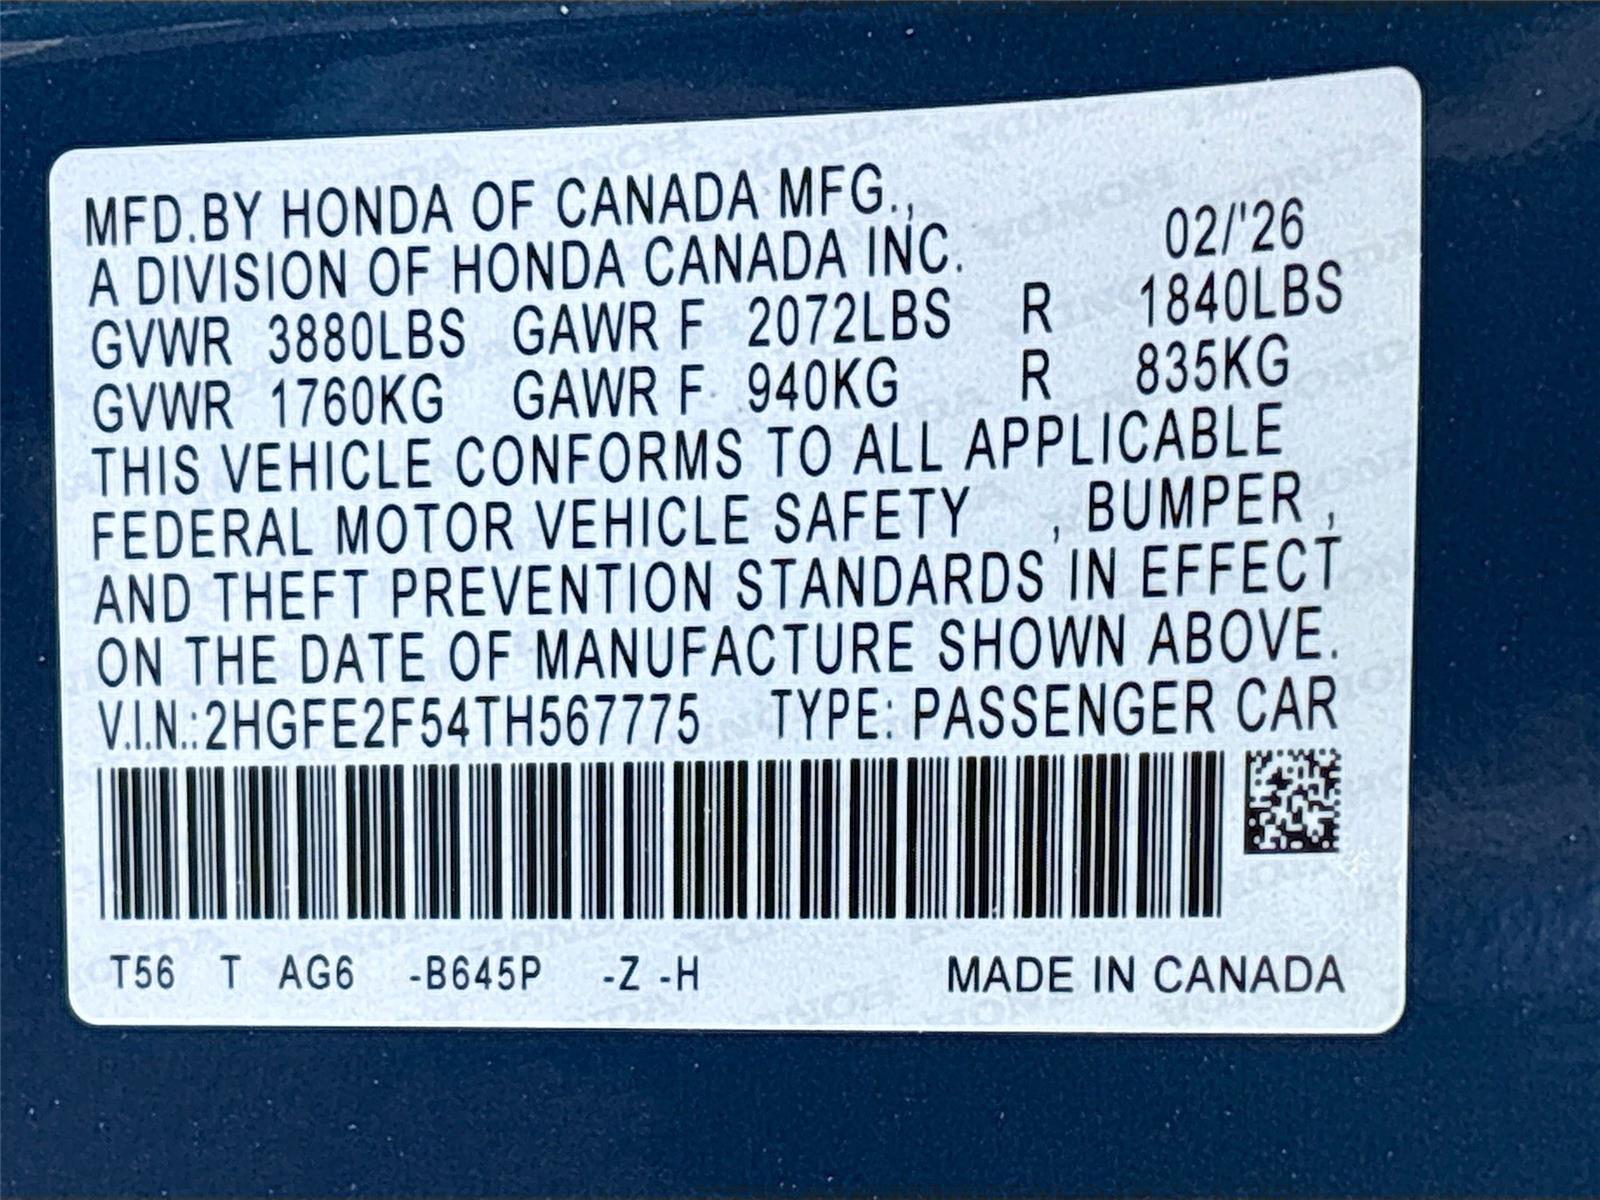 MFD.BY HONDA OF CANADA MFG.,
A DIVISION OF HONDA CANADA INC. 02/'26
GVWR 3880LBS GAWR F 2072LBS R 1840LBS
GVWR 1760KG GAWR F 940KG R 835KG
THIS VEHICLE CONFORMS TO ALL APPLICABLE
FEDERAL MOTOR VEHICLE SAFETY , BUMPER ,
AND THEFT PREVENTION STANDARDS IN EFFECT
ON THE DATE OF MANUFACTURE SHOWN ABOVE.
V.I.N.:2HGFE2F54TH567775 TYPE: PASSENGER CAR
T56 T AG6 -B645P -Z -H MADE IN CANADA